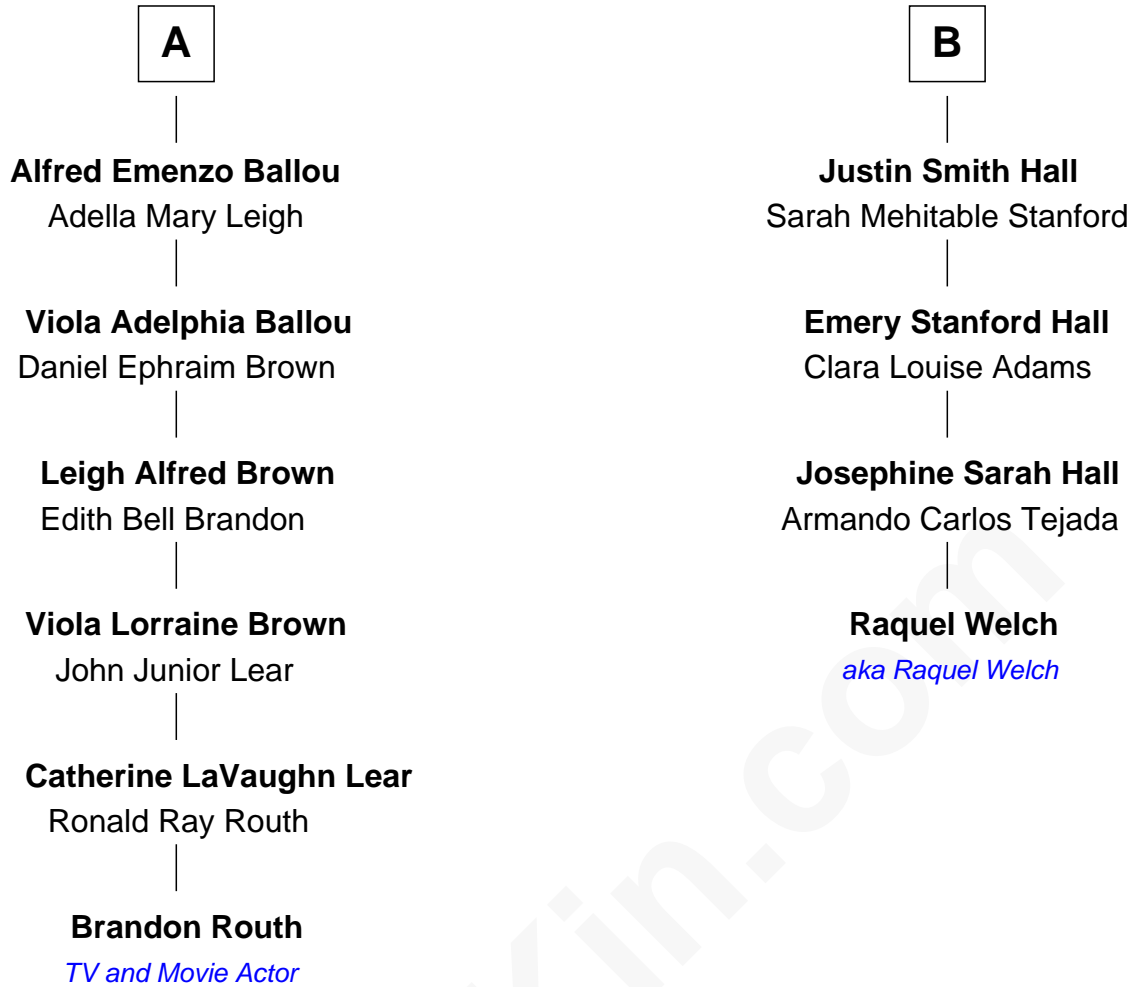 A
Alfred Emenzo Ballou
Adella Mary Leigh
Viola Adelphia Ballou
Daniel Ephraim Brown
Leigh Alfred Brown
Edith Bell Brandon
Viola Lorraine Brown
John Junior Lear
Catherine LaVaughn Lear
Ronald Ray Routh
Brandon Routh
TV and Movie Actor
B
Justin Smith Hall
Sarah Mehitable Stanford
Emery Stanford Hall
Clara Louise Adams
Josephine Sarah Hall
Armando Carlos Tejada
Raquel Welch
aka Raquel Welch
Kin.com